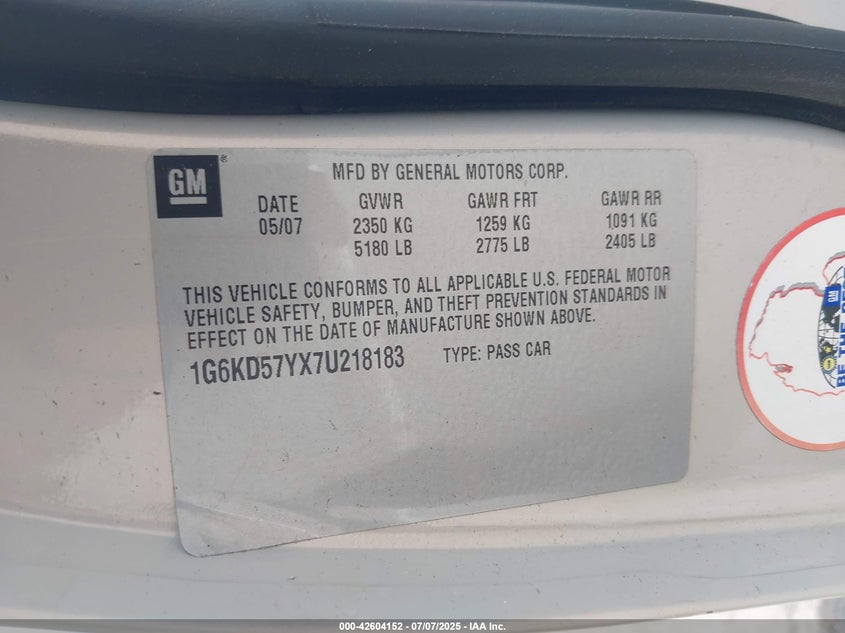 GM ®
MFD BY GENERAL MOTORS CORP.
DATE GVWR GAWR FRT GAWR RR
05/07 2350 KG 1259 KG 1091 KG
5180 LB 2775 LB 2405 LB
THIS VEHICLE CONFORMS TO ALL APPLICABLE U.S. FEDERAL MOTOR
VEHICLE SAFETY, BUMPER, AND THEFT PREVENTION STANDARDS IN
EFFECT ON THE DATE OF MANUFACTURE SHOWN ABOVE.
1G6KD57YX7U218183 TYPE: PASS CAR
GM
BE THE
000-42604152 - 07/07/2025 - IAA Inc.